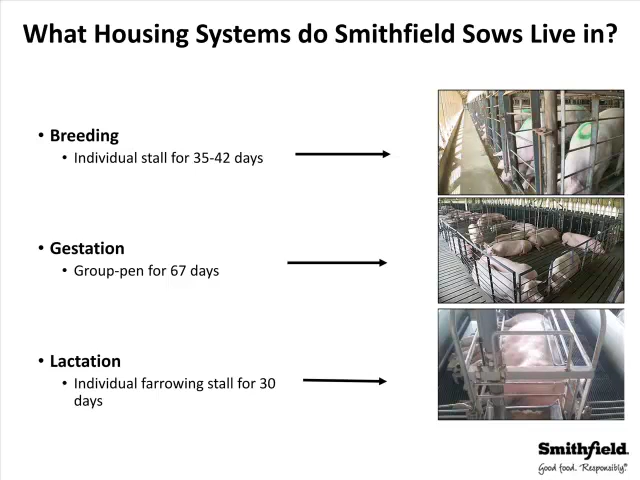 What Housing Systems do Smithfield Sows Live in?
• Breeding
• Individual stall for 35-42 days
• Gestation
• Group-pen for 67 days
• Lactation
• Individual farrowing stall for 30
days
Smithfield.
Good food. Responsibly.®